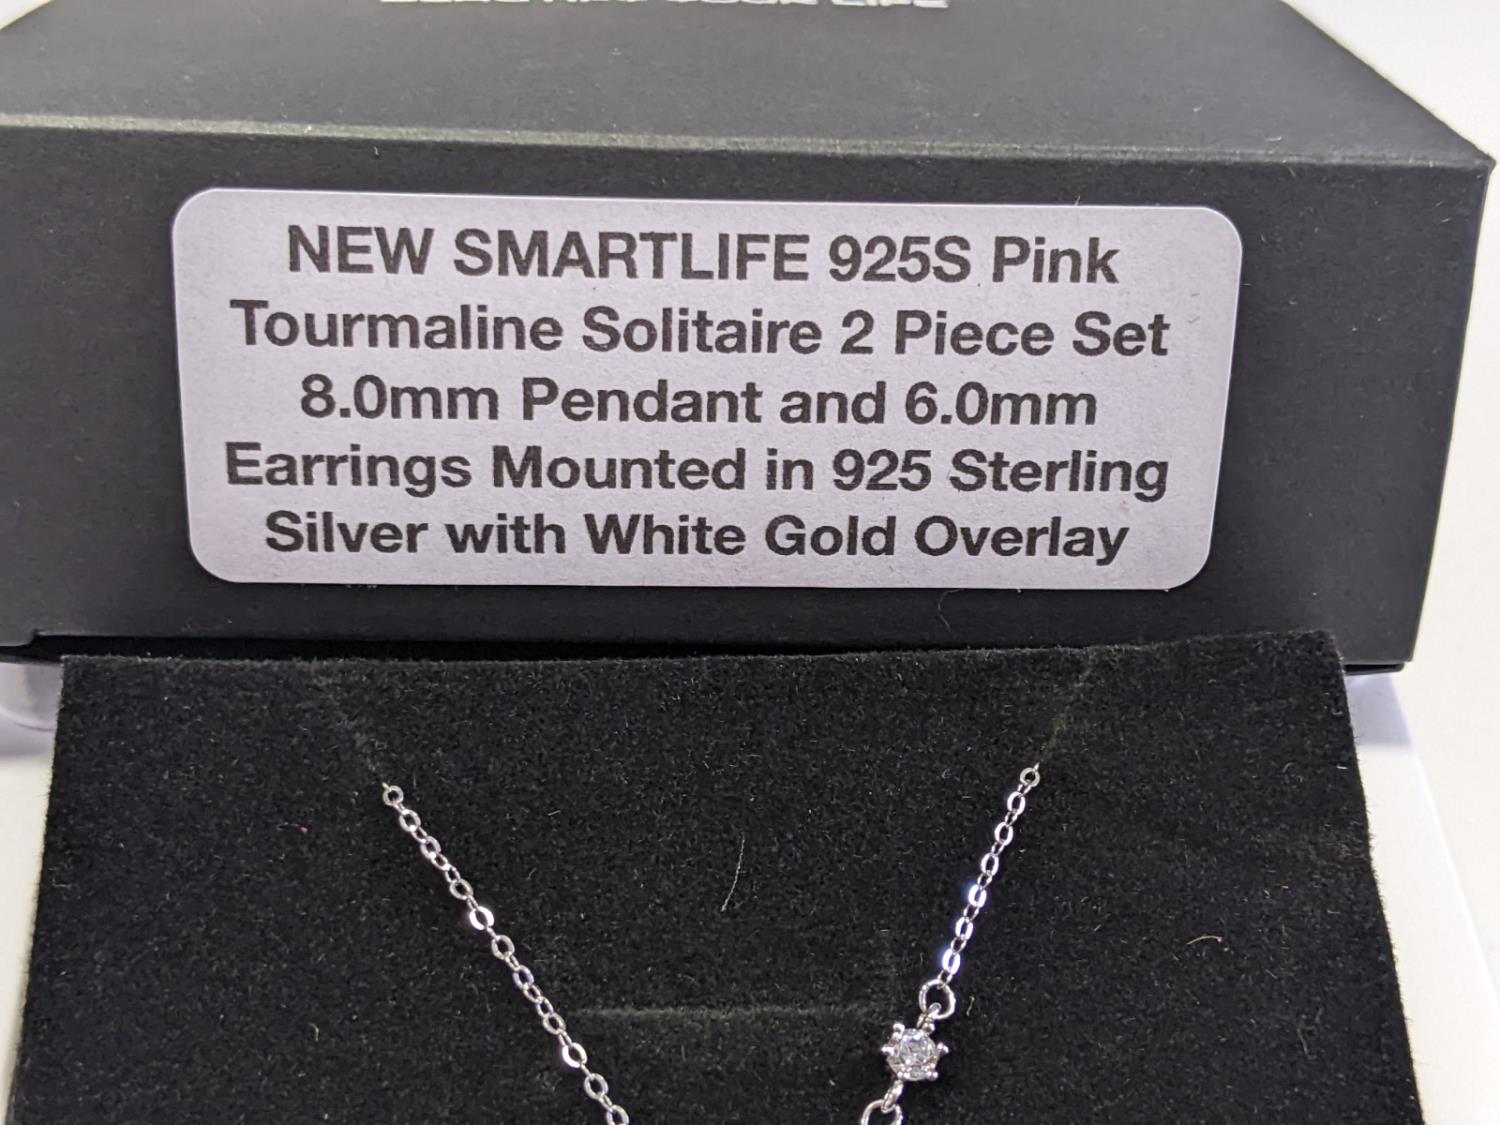 NEW SMARTLIFE 925S Pink
Tourmaline Solitaire 2 Piece Set
8.0mm Pendant and 6.0mm
Earrings Mounted in 925 Sterling
Silver with White Gold Overlay